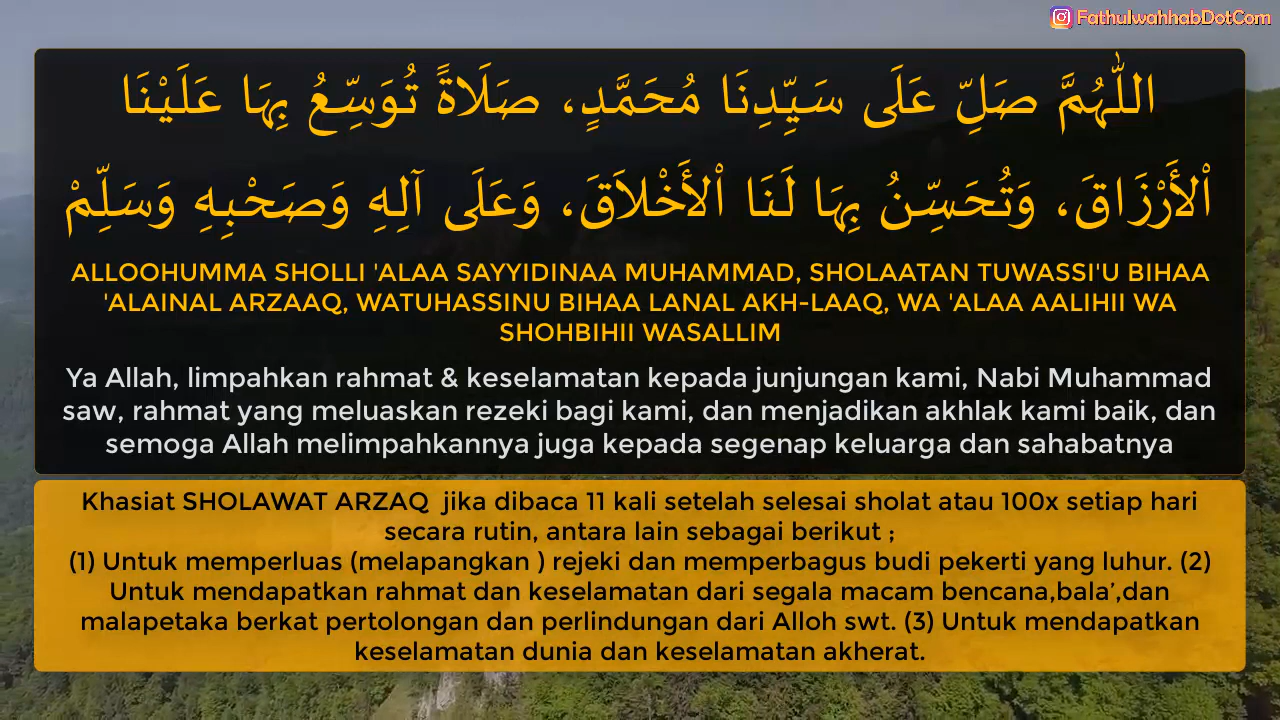 FathulwahhabDotCom
اللّٰهُمَّ صَلِّ عَلَى سَيِّدِنَا مُحَمَّدٍ، صَلَاةً تُوَسِّعُ بِهَا عَلَيْنَا
اْلأَرْزَاقَ، وَتُحَسِّنُ بِهَا لَنَا اْلأَخْلَاقَ، وَعَلَى آلِهِ وَصَحْبِهِ وَسَلِّمْ
ALLOOHUMMA SHOLLI 'ALAA SAYYIDINAA MUHAMMAD, SHOLAATAN TUWASSI'U BIHAA
'ALAINAL ARZAAQ, WATUHASSINU BIHAA LANAL AKH-LAAQ, WA 'ALAA AALIHII WA
SHOHBIHII WASALLIM
Ya Allah, limpahkan rahmat & keselamatan kepada junjungan kami, Nabi Muhammad
saw, rahmat yang meluaskan rezeki bagi kami, dan menjadikan akhlak kami baik, dan
semoga Allah melimpahkannya juga kepada segenap keluarga dan sahabatnya
Khasiat SHOLAWAT ARZAQ  jika dibaca 11 kali setelah selesai sholat atau 100x setiap hari
secara rutin, antara lain sebagai berikut ;
(1) Untuk memperluas (melapangkan ) rejeki dan memperbagus budi pekerti yang luhur. (2)
Untuk mendapatkan rahmat dan keselamatan dari segala macam bencana,bala’,dan
malapetaka berkat pertolongan dan perlindungan dari Alloh swt. (3) Untuk mendapatkan
keselamatan dunia dan keselamatan akherat.